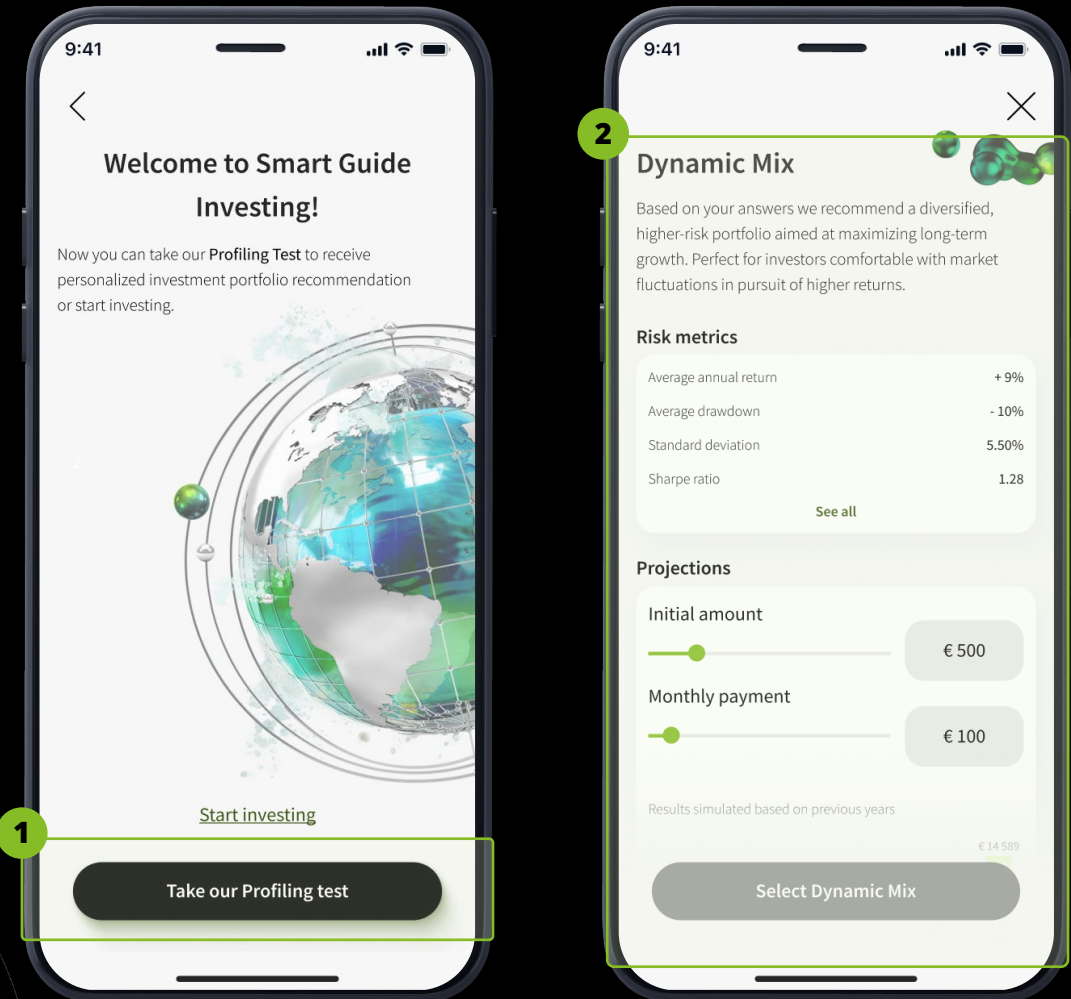 9:41
Welcome to Smart Guide
Investing!
Now you can take our Profiling Test to receive
personalized investment portfolio recommendation
or start investing.
2
Start investing
1
Take our Profiling test
9:41
2
Dynamic Mix
Based on your answers we recommend a diversified,
higher-risk portfolio aimed at maximizing long-term
growth. Perfect for investors comfortable with market
fluctuations in pursuit of higher returns.
Risk metrics
Average annual return + 9%
Average drawdown - 10%
Standard deviation 5.50%
Sharpe ratio 1.28
See all
Projections
Initial amount
€ 500
Monthly payment
€ 100
Results simulated based on previous years
€ 14 589
Select Dynamic Mix